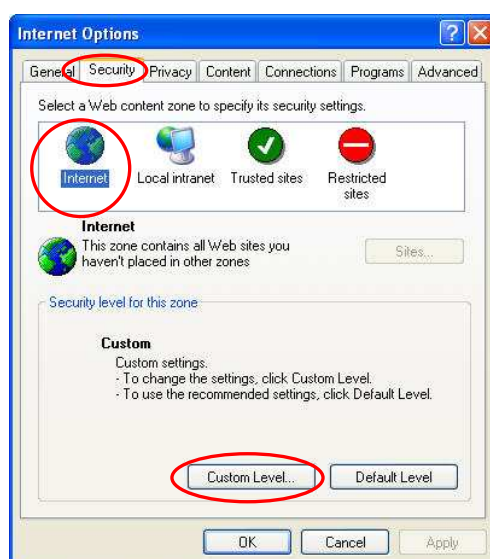 Internet Options
General Security Privacy Content Connections Programs Advanced
Select a Web content zone to specify its security settings.
Internet Local intranet Trusted sites Restricted
sites
Internet
This zone contains all Web sites you
haven't placed in other zones
Sites...
Security level for this zone
Custom
Custom settings.
- To change the settings, click Custom Level.
- To use the recommended settings, click Default Level.
Custom Level... Default Level
OK Cancel Apply